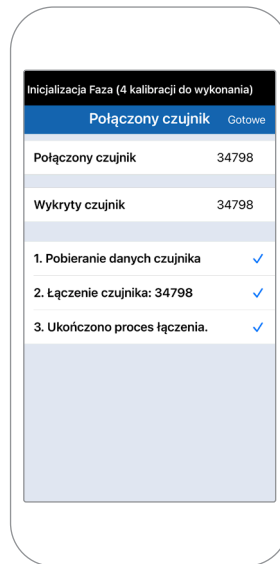 Inicjalizacja Faza (4 kalibracji do wykonania)
Połączony czujnik Gotowe
Połączony czujnik 34798
Wykryty czujnik 34798
1. Pobieranie danych czujnika
2. Łączenie czujnika: 34798
3. Ukończono proces łączenia.